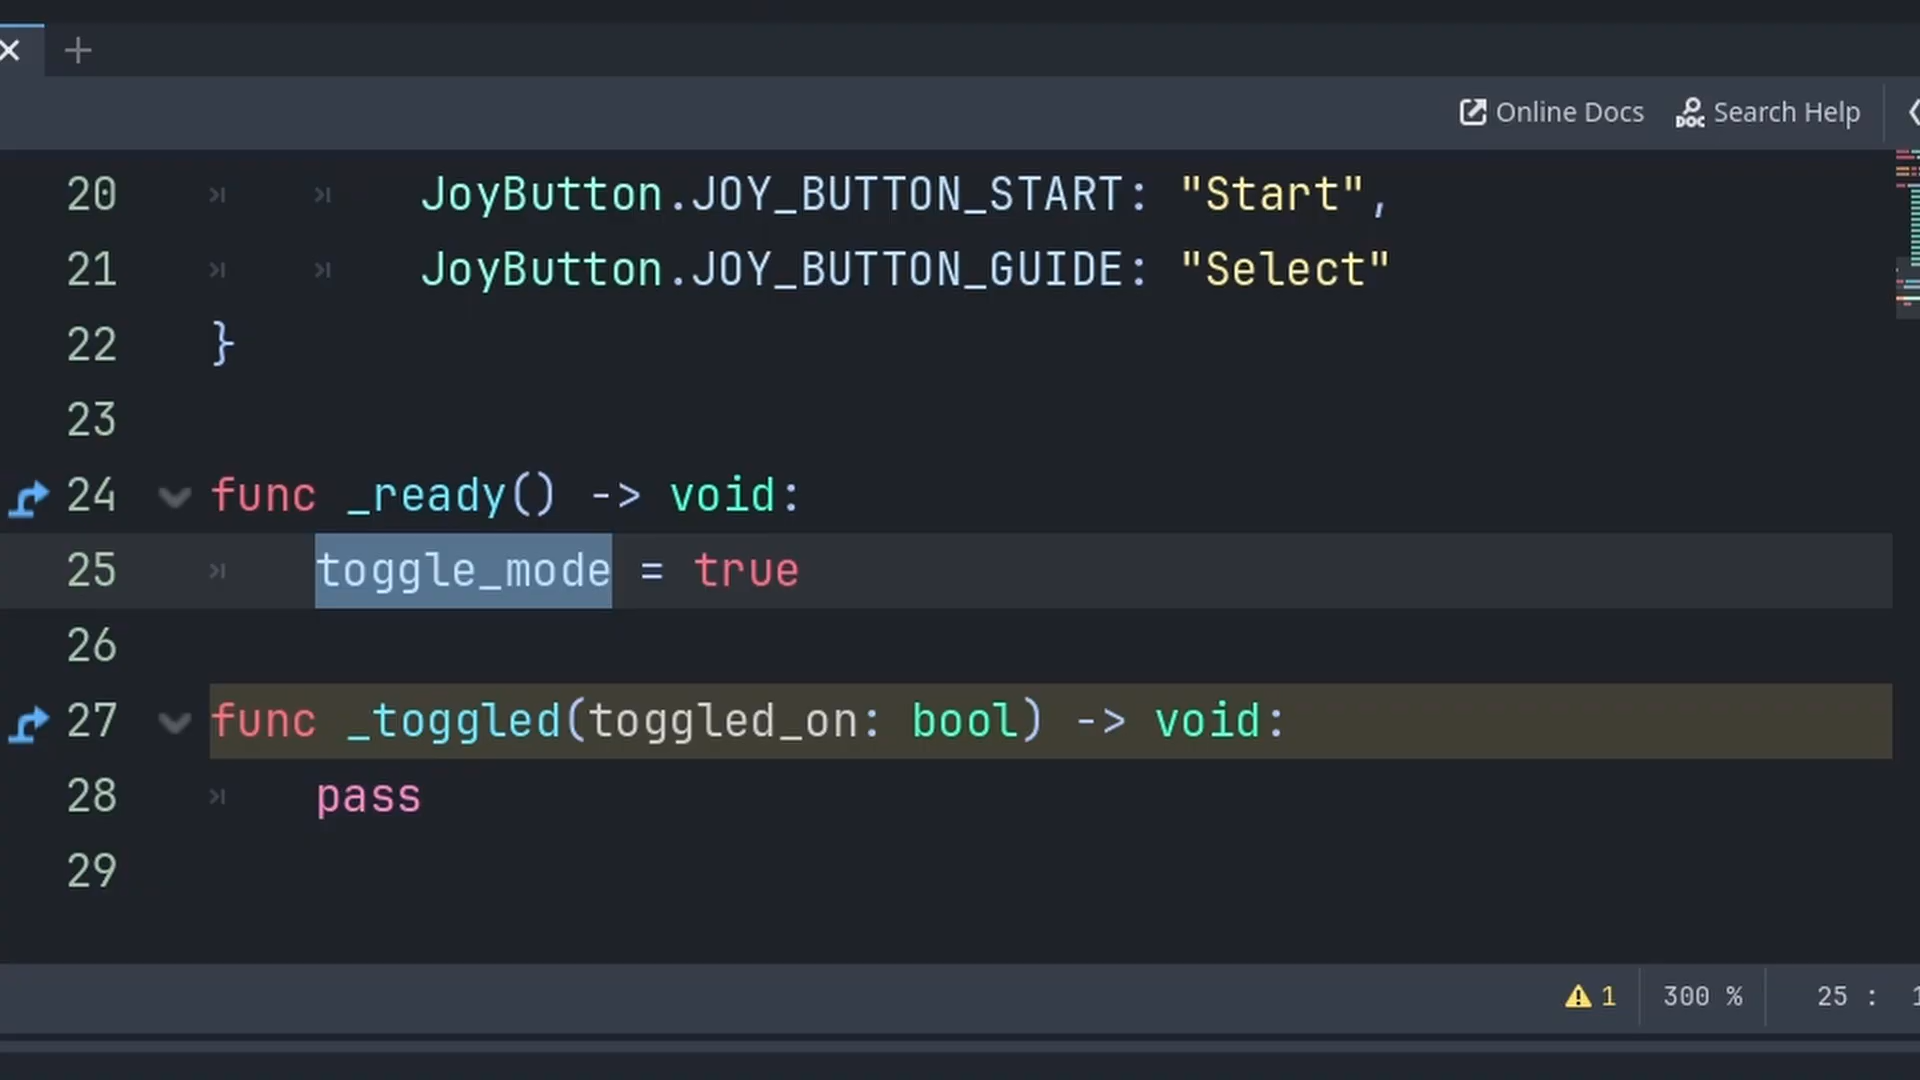 Online Docs Search Help
20 JoyButton.JOY_BUTTON_START: "Start",
21 JoyButton.JOY_BUTTON_GUIDE: "Select"
22 }
23
24 func _ready() -> void:
25 toggle_mode = true
26
27 func _toggled(toggled_on: bool) -> void:
28 pass
29
1 300 % 25 :